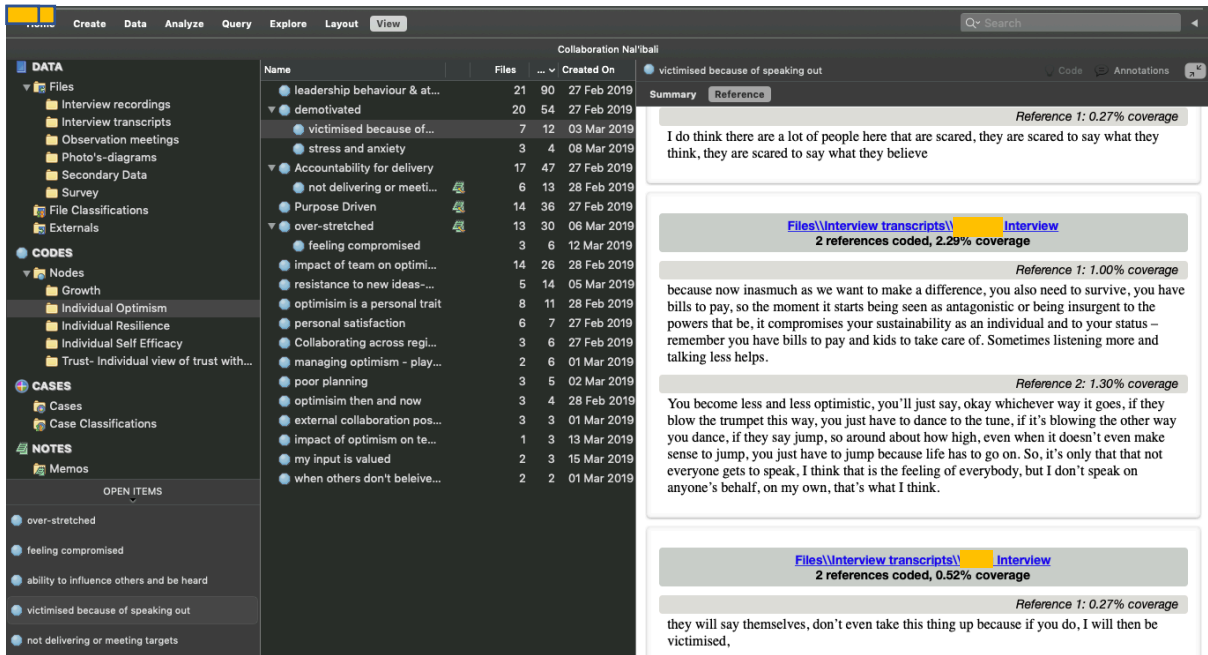 Create Data Analyze Query Explore Layout View Search
Collaboration Nal'ibali
DATA
Files
Interview recordings
Interview transcripts
Observation meetings
Photo's-diagrams
Secondary Data
Survey
File Classifications
Externals
CODES
Nodes
Growth
Individual Optimism
Individual Resilience
Individual Self Efficacy
Trust- Individual view of trust with...
CASES
Cases
Case Classifications
NOTES
Memos
OPEN ITEMS
over-stretched
feeling compromised
ability to influence others and be heard
victimised because of speaking out
not delivering or meeting targets
Name Files ... Created On
leadership behaviour & at... 21 90 27 Feb 2019
demotivated 20 54 27 Feb 2019
victimised because of... 7 12 03 Mar 2019
stress and anxiety 3 4 08 Mar 2019
Accountability for delivery 17 47 27 Feb 2019
not delivering or meeti... 6 13 28 Feb 2019
Purpose Driven 14 36 27 Feb 2019
over-stretched 13 30 06 Mar 2019
feeling compromised 3 6 12 Mar 2019
impact of team on optimi... 14 26 28 Feb 2019
resistance to new ideas-... 5 14 05 Mar 2019
optimisim is a personal trait 8 11 28 Feb 2019
personal satisfaction 6 7 27 Feb 2019
Collaborating across regi... 3 6 27 Feb 2019
managing optimism - play... 2 6 01 Mar 2019
poor planning 3 5 02 Mar 2019
optimisim then and now 3 4 28 Feb 2019
external collaboration pos... 3 3 01 Mar 2019
impact of optimism on te... 1 3 13 Mar 2019
my input is valued 2 3 15 Mar 2019
when others don't beleive... 2 2 01 Mar 2019
victimised because of speaking out Code Annotations
Summary Reference
Reference 1: 0.27% coverage
I do think there are a lot of people here that are scared, they are scared to say what they
think, they are scared to say what they believe
Files\\Interview transcripts\\ Interview
2 references coded, 2.29% coverage
Reference 1: 1.00% coverage
because now inasmuch as we want to make a difference, you also need to survive, you have
bills to pay, so the moment it starts being seen as antagonistic or being insurgent to the
powers that be, it compromises your sustainability as an individual and to your status –
remember you have bills to pay and kids to take care of. Sometimes listening more and
talking less helps.
Reference 2: 1.30% coverage
You become less and less optimistic, you’ll just say, okay whichever way it goes, if they
blow the trumpet this way, you just have to dance to the tune, if it’s blowing the other way
you dance, if they say jump, so around about how high, even when it doesn’t even make
sense to jump, you just have to jump because life has to go on. So, it’s only that that not
everyone gets to speak, I think that is the feeling of everybody, but I don’t speak on
anyone’s behalf, on my own, that’s what I think.
Files\\Interview transcripts\ Interview
2 references coded, 0.52% coverage
Reference 1: 0.27% coverage
they will say themselves, don’t even take this thing up because if you do, I will then be
victimised,